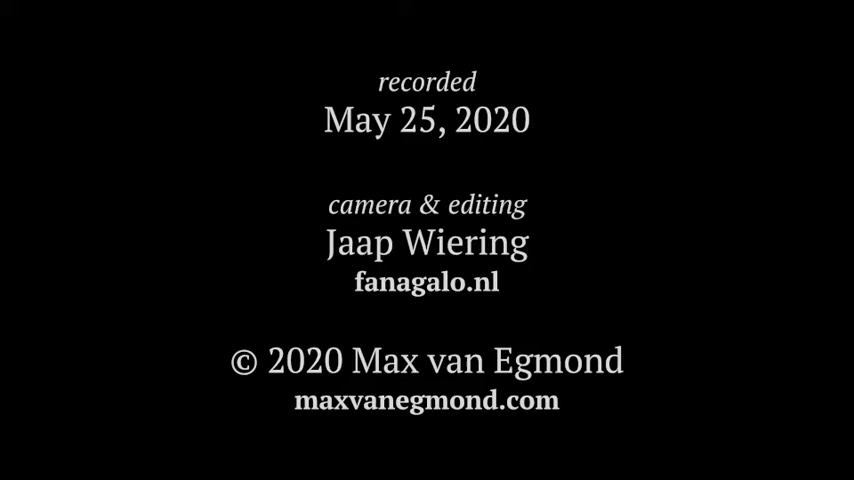 recorded
May 25, 2020
camera & editing
Jaap Wiering
fanagalo.nl
© 2020 Max van Egmond
maxvanegmond.com